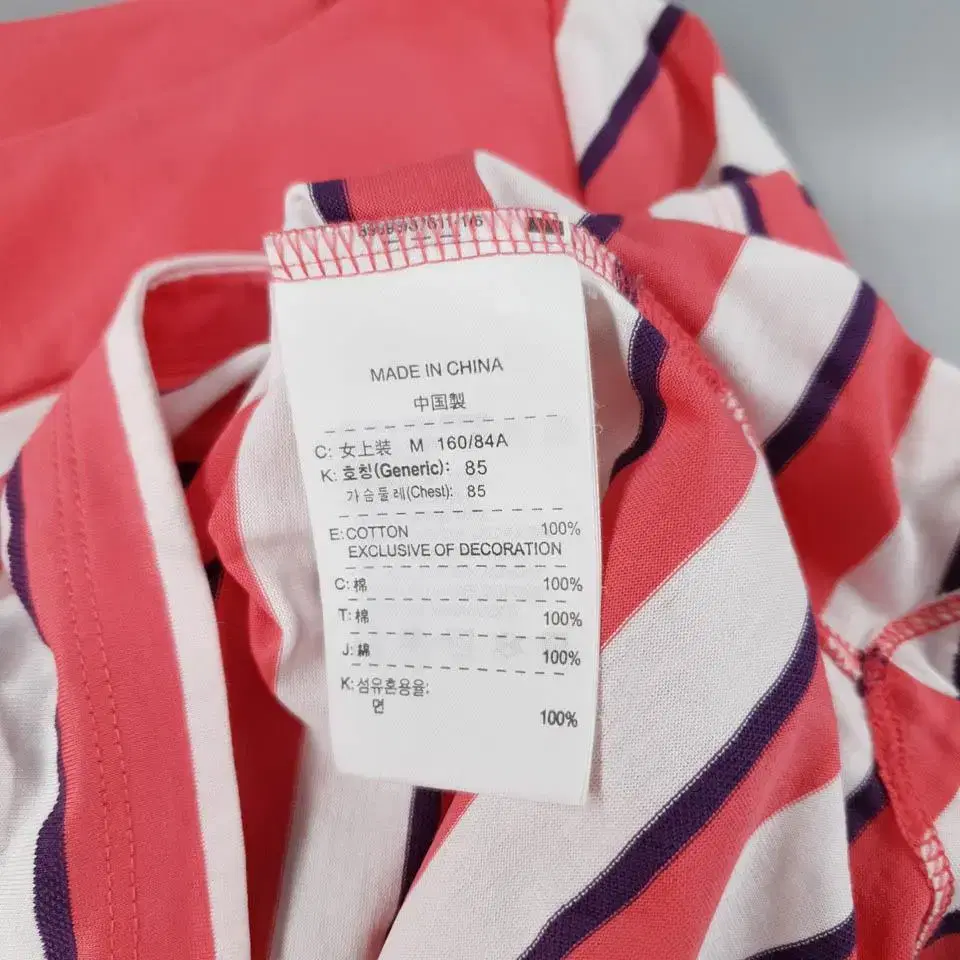 MADE IN CHINA
中国製
C: 女上装 M 160/84A
K: 호칭(Generic): 85
가슴둘레(Chest): 85
E: COTTON 100%
EXCLUSIVE OF DECORATION
C: 棉 100%
T: 棉 100%
J: 綿 100%
K: 섬유혼용율:
면 100%